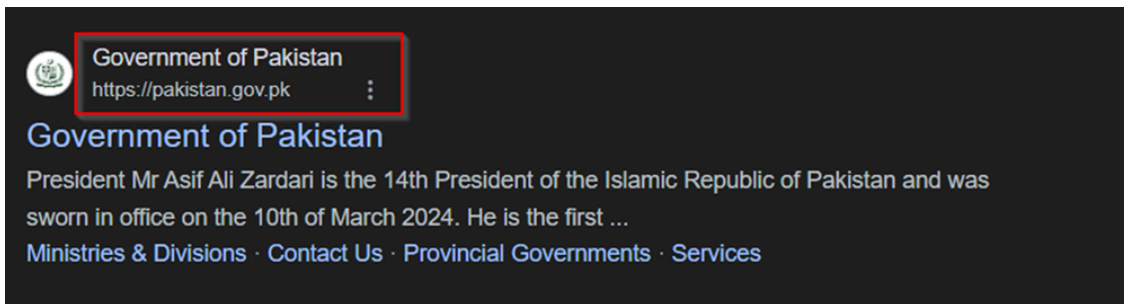 Government of Pakistan
https://pakistan.gov.pk
Government of Pakistan
President Mr Asif Ali Zardari is the 14th President of the Islamic Republic of Pakistan and was
sworn in office on the 10th of March 2024. He is the first ...
Ministries & Divisions · Contact Us · Provincial Governments · Services